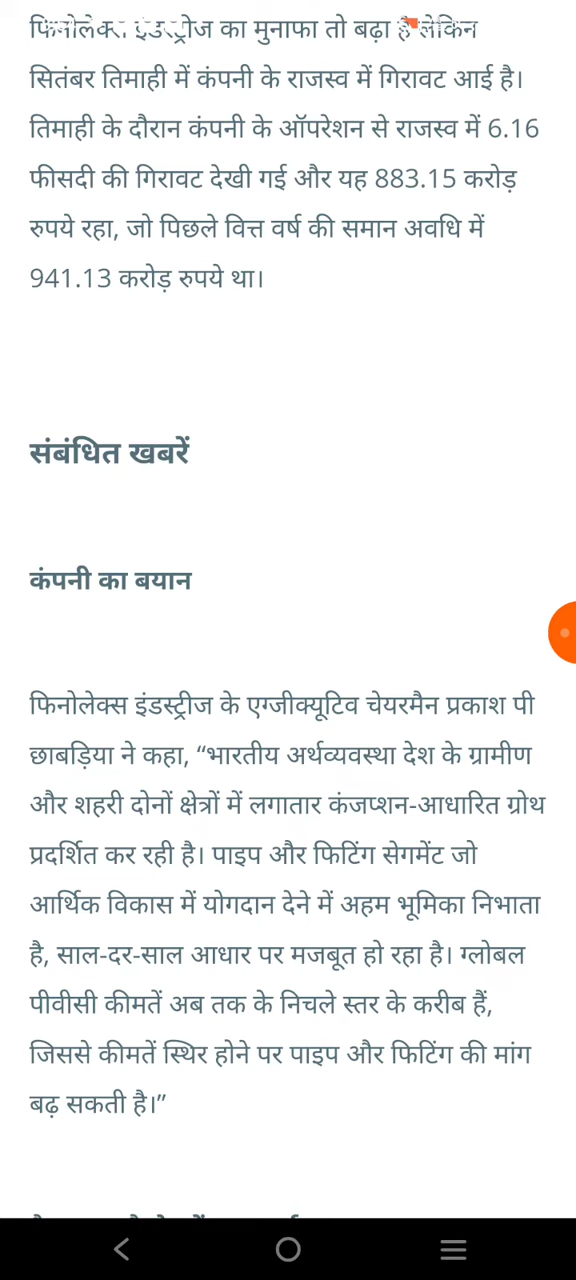 फिनोलेक्स इंडस्ट्रीज का मुनाफा तो बढ़ा है लेकिन
सितंबर तिमाही में कंपनी के राजस्व में गिरावट आई है।
तिमाही के दौरान कंपनी के ऑपरेशन से राजस्व में 6.16
फीसदी की गिरावट देखी गई और यह 883.15 करोड़
रुपये रहा, जो पिछले वित्त वर्ष की समान अवधि में
941.13 करोड़ रुपये था।
संबंधित खबरें
कंपनी का बयान
फिनोलेक्स इंडस्ट्रीज के एग्जीक्यूटिव चेयरमैन प्रकाश पी
छाबड़िया ने कहा, “भारतीय अर्थव्यवस्था देश के ग्रामीण
और शहरी दोनों क्षेत्रों में लगातार कंजप्शन-आधारित ग्रोथ
प्रदर्शित कर रही है। पाइप और फिटिंग सेगमेंट जो
आर्थिक विकास में योगदान देने में अहम भूमिका निभाता
है, साल-दर-साल आधार पर मजबूत हो रहा है। ग्लोबल
पीवीसी कीमतें अब तक के निचले स्तर के करीब हैं,
जिससे कीमतें स्थिर होने पर पाइप और फिटिंग की मांग
बढ़ सकती है।”